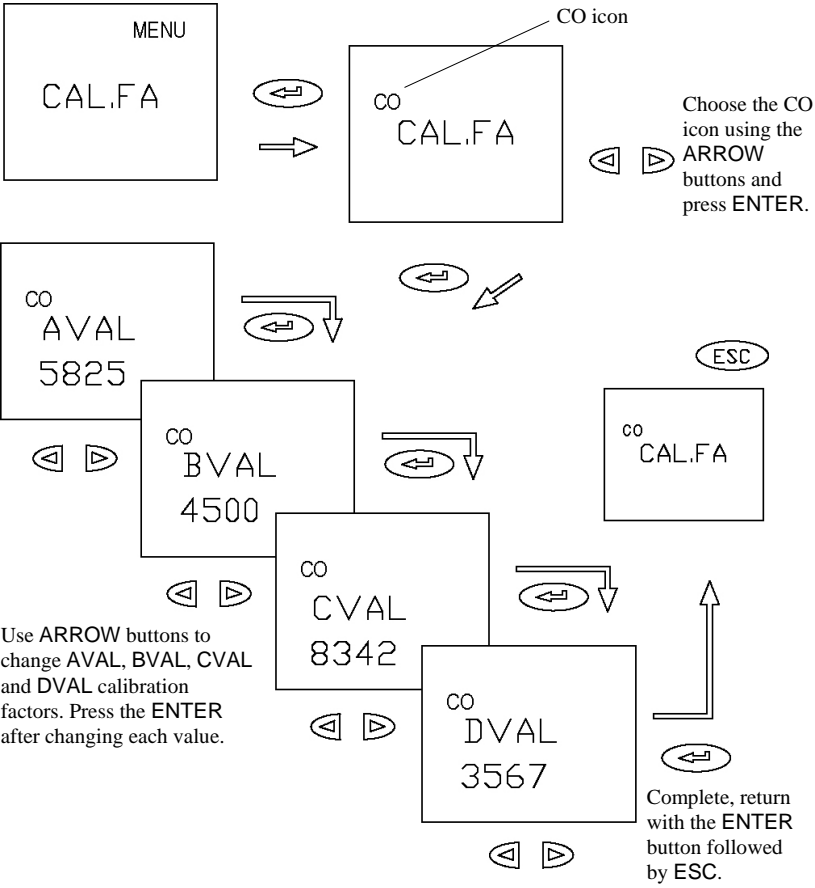 MENU
CAL.FA
CO icon
CO
CAL.FA
Choose the CO
icon using the
ARROW
buttons and
press ENTER.
CO
AVAL
5825
CO
BVAL
4500
CO
CVAL
8342
CO
DVAL
3567
Use ARROW buttons to
change AVAL, BVAL, CVAL
and DVAL calibration
factors. Press the ENTER
after changing each value.
ESC
CO
CAL.FA
Complete, return
with the ENTER
button followed
by ESC.